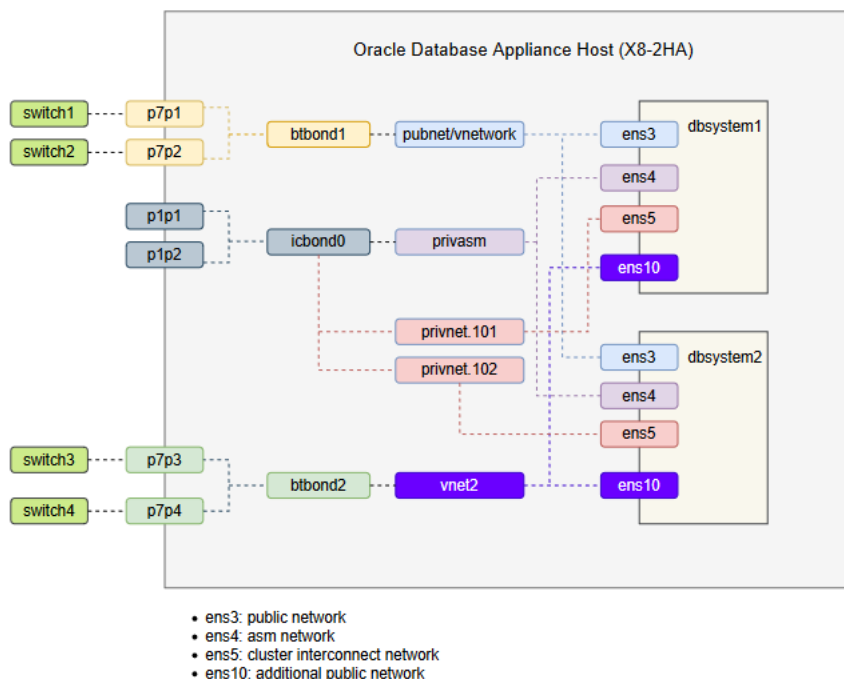 Oracle Database Appliance Host (X8-2HA)
switch1
p7p1
btbond1
pubnet/vnetwork
ens3
dbsystem1
switch2
p7p2
ens4
p1p1
ens5
icbond0
privasm
p1p2
ens10
privnet.101
ens3
dbsystem2
privnet.102
ens4
ens5
switch3
p7p3
btbond2
vnet2
ens10
switch4
p7p4
• ens3: public network
• ens4: asm network
• ens5: cluster interconnect network
• ens10: additional public network